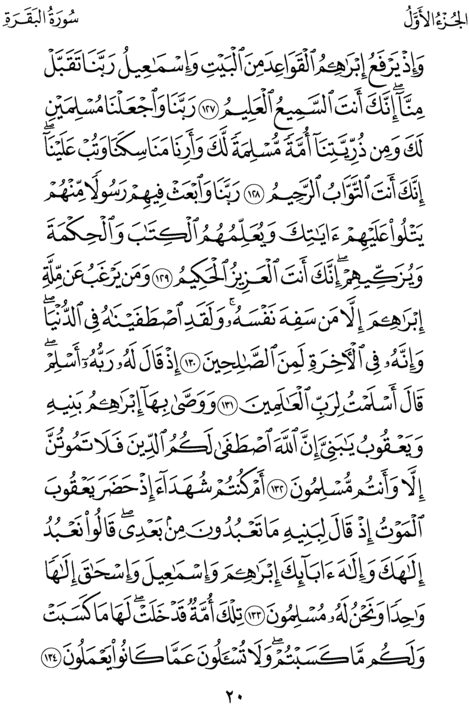 الجُزْءُ الأَوَّلُ سُورَةُ البَقَرَةِ
وَإِذْ يَرْفَعُ إِبْرَٰهِـۧمُ ٱلْقَوَاعِدَ مِنَ ٱلْبَيْتِ وَإِسْمَٰعِيلُ رَبَّنَا تَقَبَّلْ
مِنَّآ ۖ إِنَّكَ أَنتَ ٱلسَّمِيعُ ٱلْعَلِيمُ ١٢٧ رَبَّنَا وَٱجْعَلْنَا مُسْلِمَيْنِ
لَكَ وَمِن ذُرِّيَّتِنَآ أُمَّةً مُّسْلِمَةً لَّكَ وَأَرِنَا مَنَاسِكَنَا وَتُبْ عَلَيْنَآ ۖ
إِنَّكَ أَنتَ ٱلتَّوَّابُ ٱلرَّحِيمُ ١٢٨ رَبَّنَا وَٱبْعَثْ فِيهِمْ رَسُولًا مِّنْهُمْ
يَتْلُوا۟ عَلَيْهِمْ ءَايَٰتِكَ وَيُعَلِّمُهُمُ ٱلْكِتَٰبَ وَٱلْحِكْمَةَ
وَيُزَكِّيهِمْ ۚ إِنَّكَ أَنتَ ٱلْعَزِيزُ ٱلْحَكِيمُ ١٢٩ وَمَن يَرْغَبُ عَن مِّلَّةِ
إِبْرَٰهِـۧمَ إِلَّا مَن سَفِهَ نَفْسَهُۥ ۚ وَلَقَدِ ٱصْطَفَيْنَٰهُ فِى ٱلدُّنْيَا ۖ
وَإِنَّهُۥ فِى ٱلْءَاخِرَةِ لَمِنَ ٱلصَّٰلِحِينَ ١٣٠ إِذْ قَالَ لَهُۥ رَبُّهُۥٓ أَسْلِمْ ۖ
قَالَ أَسْلَمْتُ لِرَبِّ ٱلْعَٰلَمِينَ ١٣١ وَوَصَّىٰ بِهَآ إِبْرَٰهِـۧمُ بَنِيهِ
وَيَعْقُوبُ يَٰبَنِىَّ إِنَّ ٱللَّهَ ٱصْطَفَىٰ لَكُمُ ٱلدِّينَ فَلَا تَمُوتُنَّ
إِلَّا وَأَنتُم مُّسْلِمُونَ ١٣٢ أَمْ كُنتُمْ شُهَدَآءَ إِذْ حَضَرَ يَعْقُوبَ
ٱلْمَوْتُ إِذْ قَالَ لِبَنِيهِ مَا تَعْبُدُونَ مِنۢ بَعْدِى ۖ قَالُوا۟ نَعْبُدُ
إِلَٰهَكَ وَإِلَٰهَ ءَابَآئِكَ إِبْرَٰهِـۧمَ وَإِسْمَٰعِيلَ وَإِسْحَٰقَ إِلَٰهًا
وَٰحِدًا وَنَحْنُ لَهُۥ مُسْلِمُونَ ١٣٣ تِلْكَ أُمَّةٌ قَدْ خَلَتْ ۖ لَهَا مَا كَسَبَتْ
وَلَكُم مَّا كَسَبْتُمْ ۖ وَلَا تُسْـَٔلُونَ عَمَّا كَانُوا۟ يَعْمَلُونَ ١٣٤
٢٠